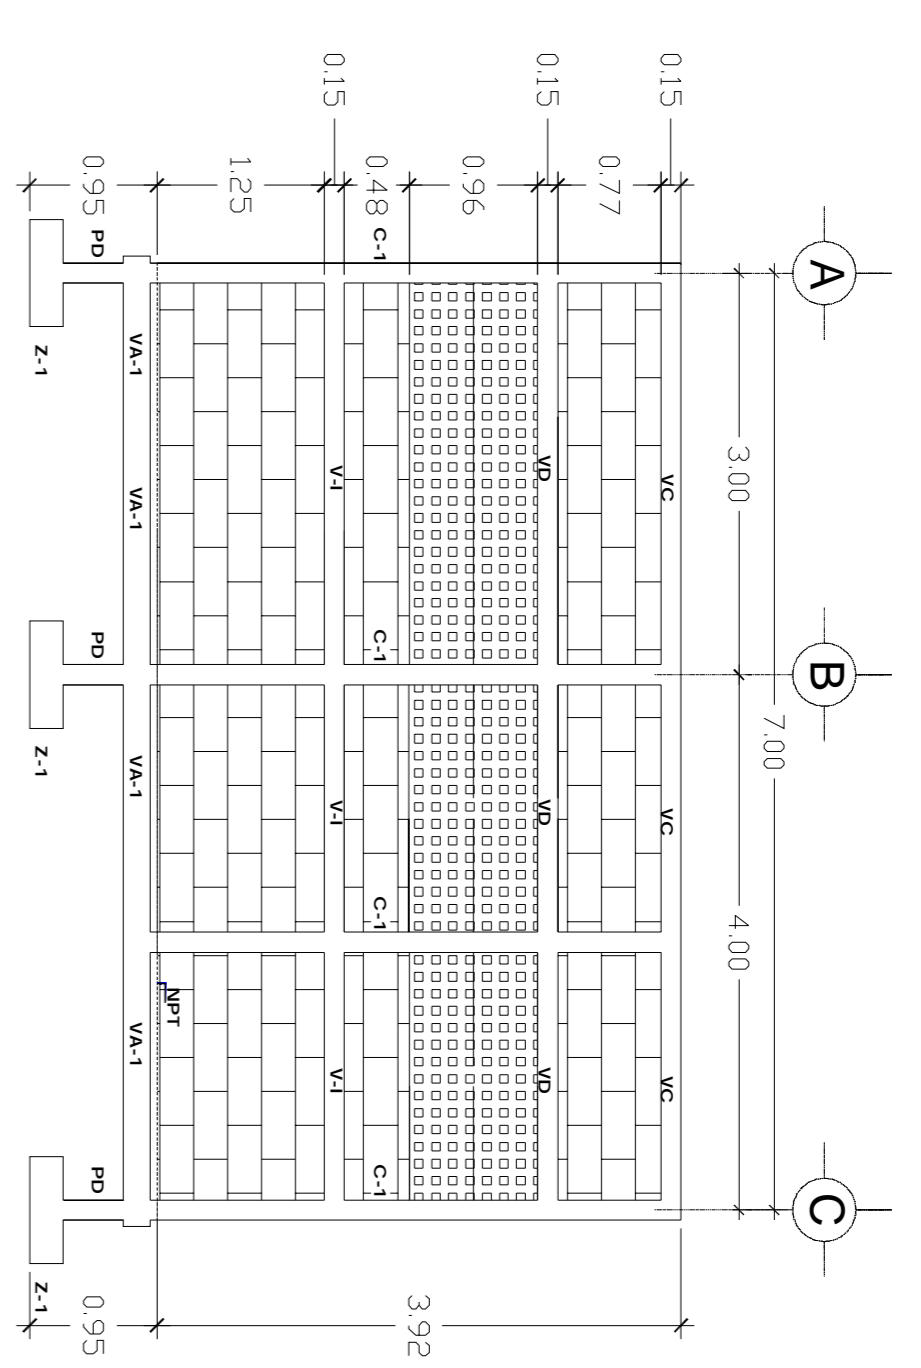 A B C
7.00
3.00 4.00
0.15 VC VC VC
0.77
0.15 VD VD VD
0.96
3.92
0.48 C-1 C-1 C-1 C-1
0.15 V-I V-I V-I
1.25
NPT
VA-1 VA-1 VA-1 VA-1
0.95 PD PD PD 0.95
Z-1 Z-1 Z-1